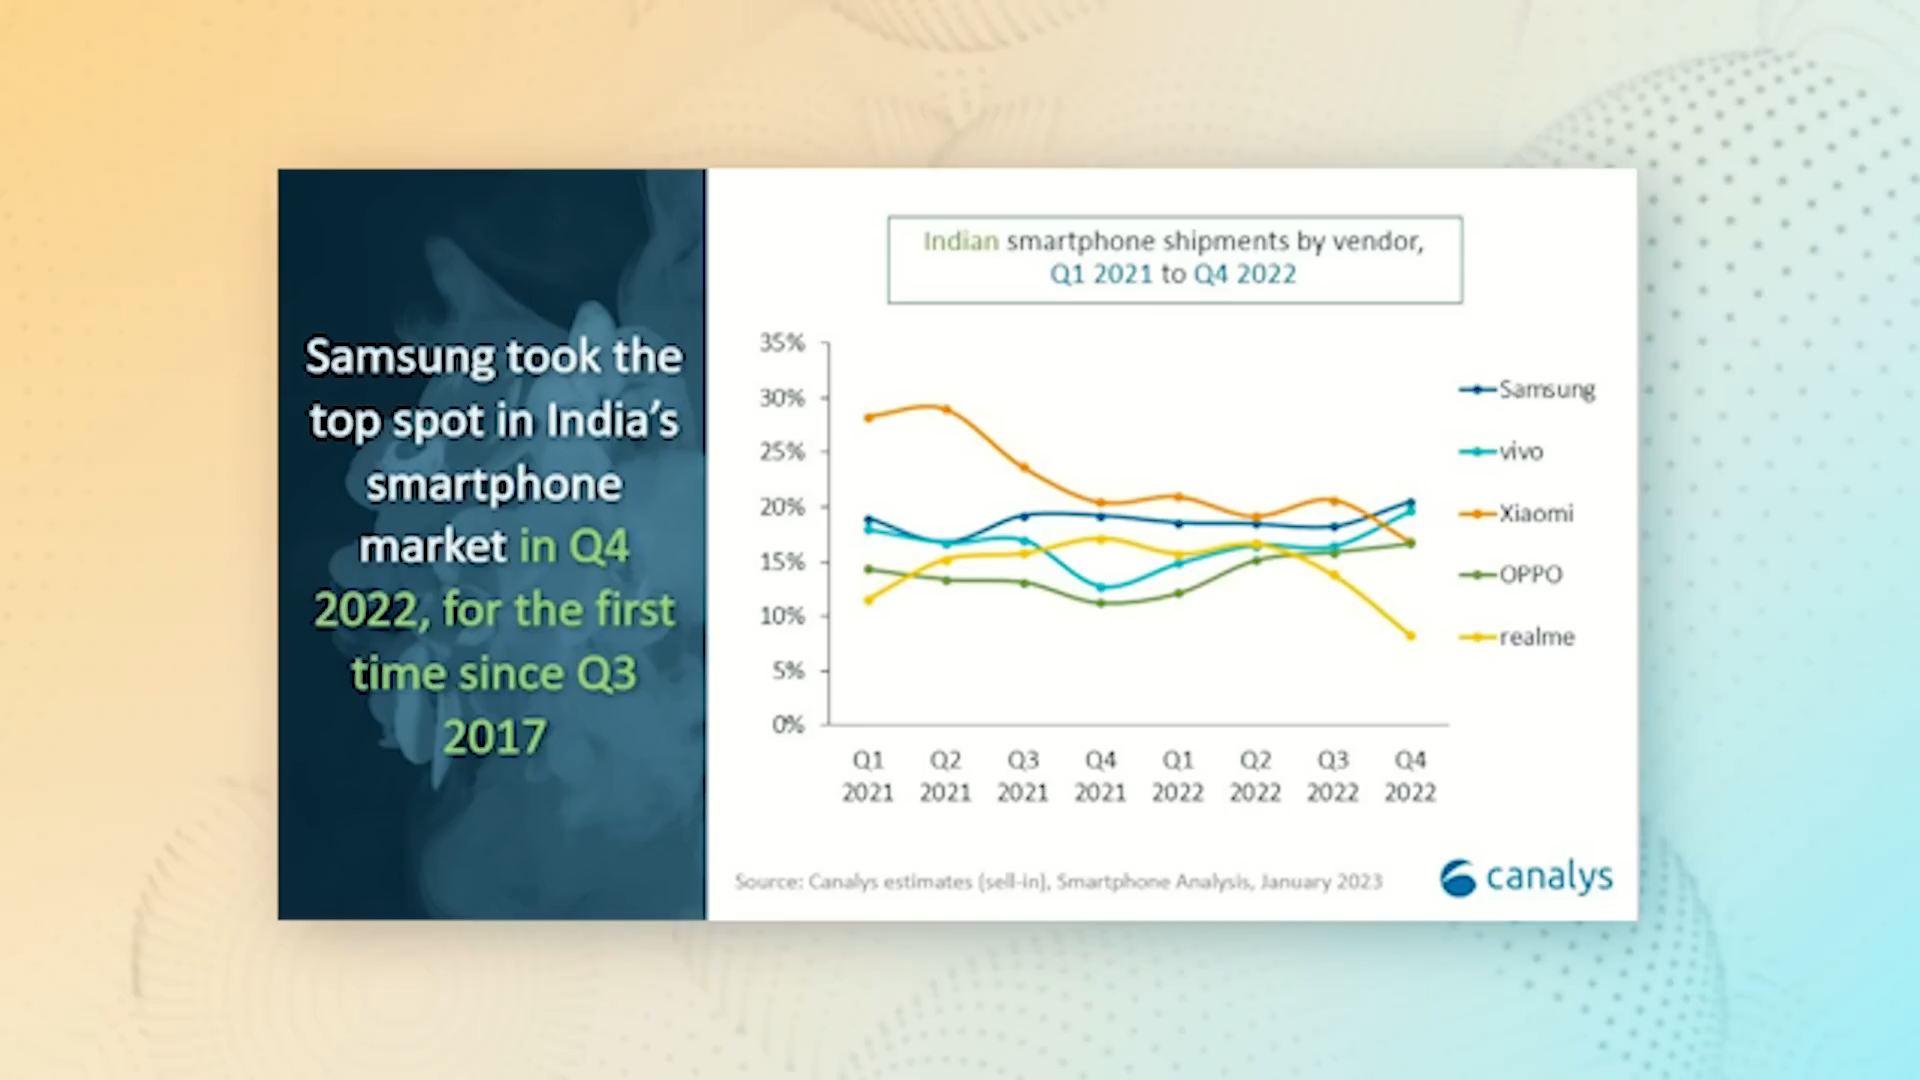 Samsung took the
top spot in India's
smartphone
market in Q4
2022, for the first
time since Q3
2017
Indian smartphone shipments by vendor,
Q1 2021 to Q4 2022
35%
30%
25%
20%
15%
10%
5%
0%
Q1 Q2 Q3 Q4 Q1 Q2 Q3 Q4
2021 2021 2021 2021 2022 2022 2022 2022
Samsung
vivo
Xiaomi
OPPO
realme
Source: Canalys estimates (sell-in), Smartphone Analysis, January 2023
canalys